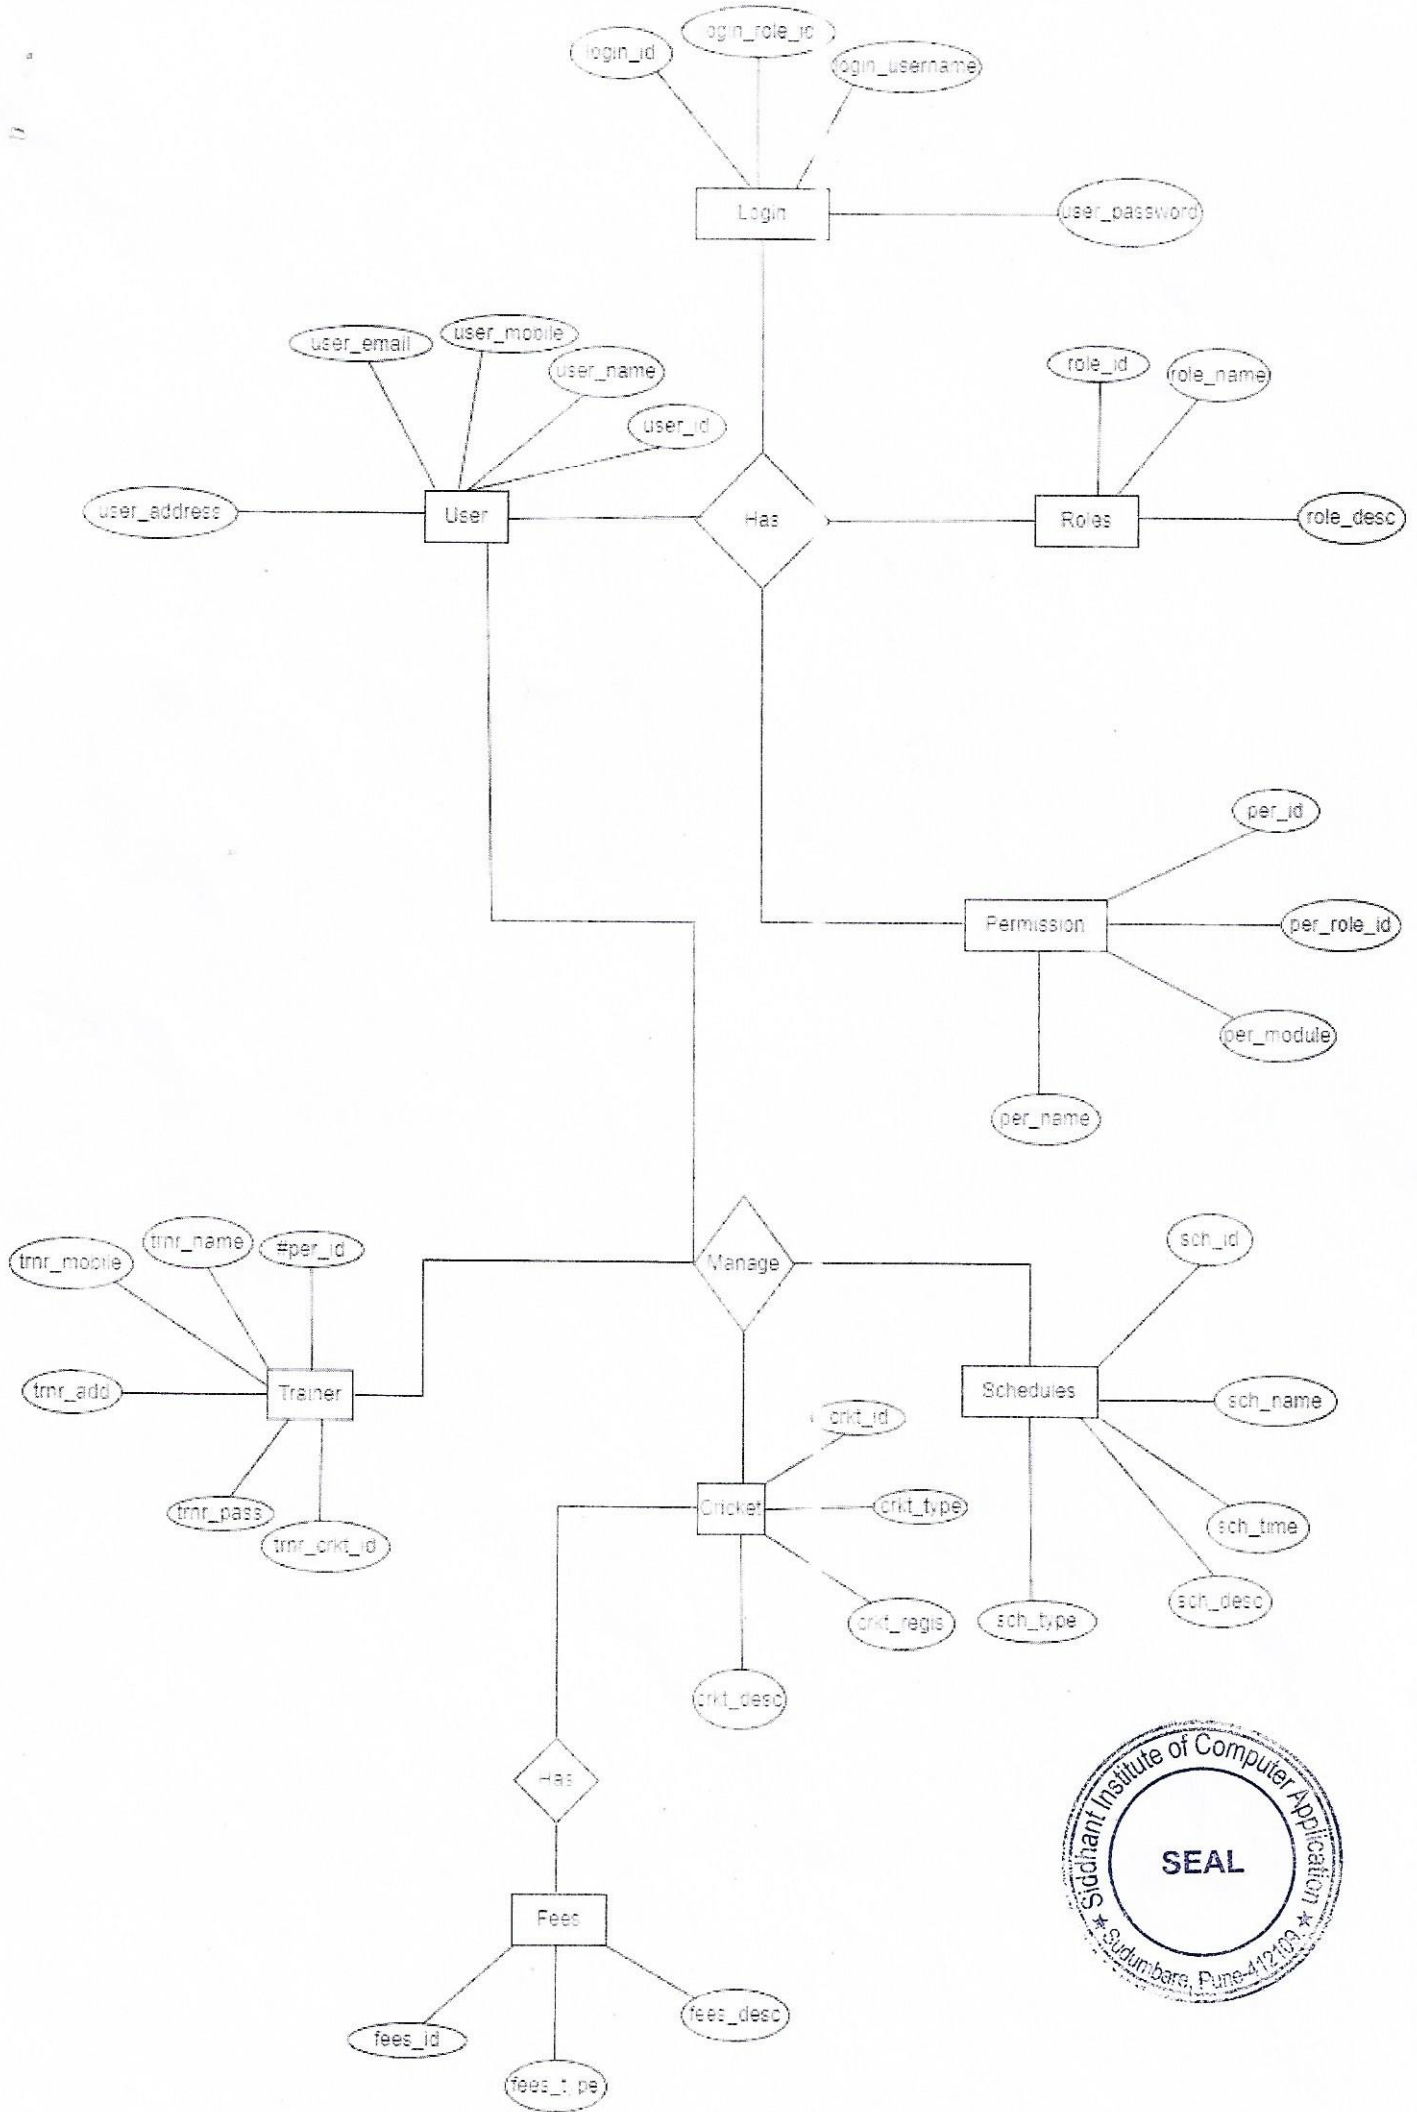 login_id
login_role_id
login_username
Login
user_password
user_email
user_mobile
user_name
user_id
user_address
User
Has
role_id
role_name
Roles
role_desc
per_id
Permission
per_role_id
per_module
per_name
trnr_mobile
trnr_name
#per_id
Manage
sch_id
trnr_add
Trainer
Schedules
sch_name
crkt_id
trnr_pass
trnr_crkt_id
Cricket
crkt_type
sch_time
sch_desc
crkt_regis
sch_type
crkt_desc
Has
Fees
fees_id
fees_desc
fees_type
Siddhant Institute of Computer Application
SEAL
★ Sudumbare, Pune-412109. ★